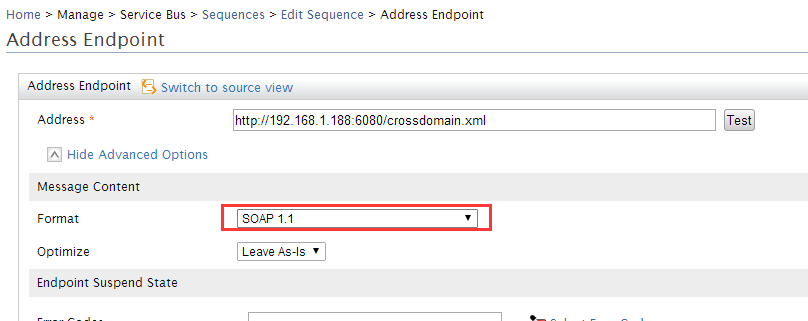 Home > Manage > Service Bus > Sequences > Edit Sequence > Address Endpoint
Address Endpoint
Address Endpoint Switch to source view
Address * http://192.168.1.188:6080/crossdomain.xml Test
Hide Advanced Options
Message Content
Format SOAP 1.1
Optimize Leave As-Is
Endpoint Suspend State
Error Codes